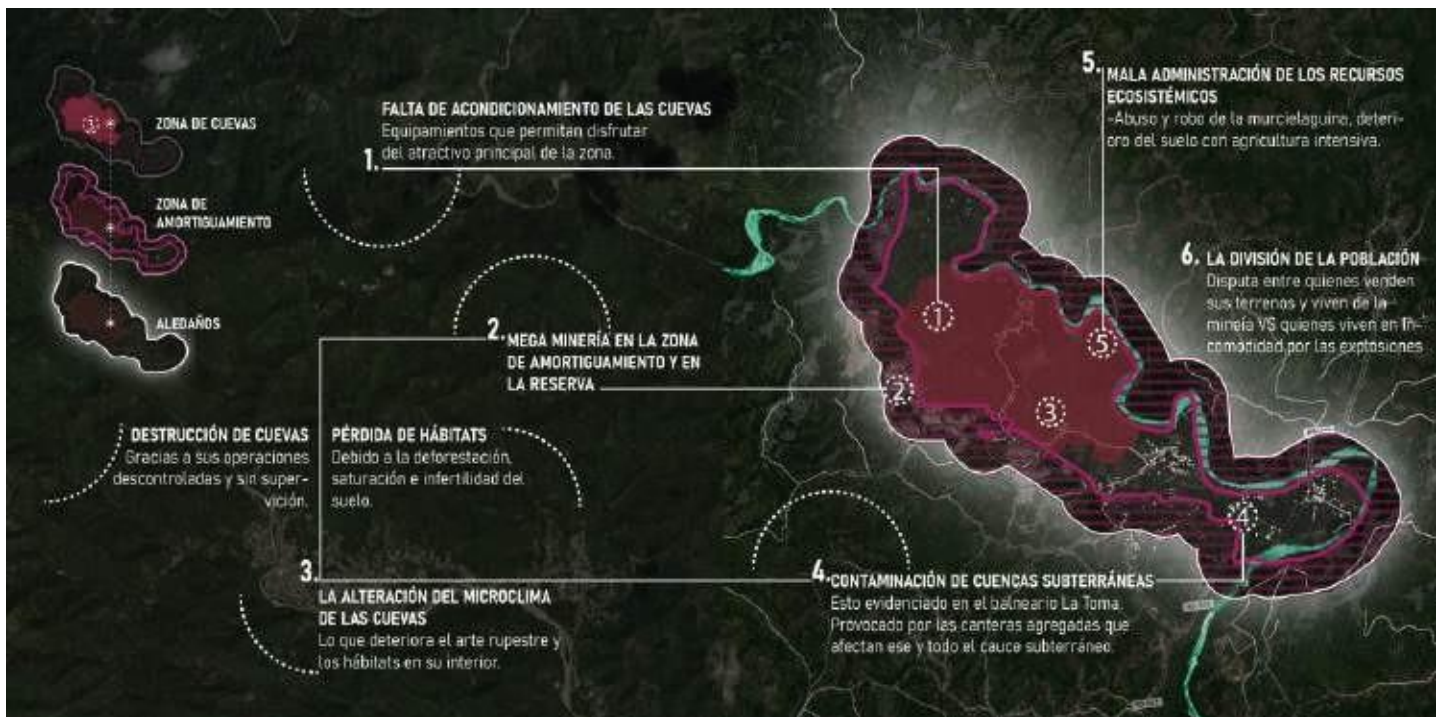 ZONA DE CUEVAS
ZONA DE
AMORTIGUAMIENTO
ALEDAÑOS
1.
FALTA DE ACONDICIONAMIENTO DE LAS CUEVAS
Equipamientos que permitan disfrutar
del atractivo principal de la zona.
2.
MEGA MINERÍA EN LA ZONA
DE AMORTIGUAMIENTO Y EN
LA RESERVA
DESTRUCCIÓN DE CUEVAS
Gracias a sus operaciones
descontroladas y sin super-
vición.
PÉRDIDA DE HÁBITATS
Debido a la deforestación,
saturación e infertilidad del
suelo.
3.
LA ALTERACIÓN DEL MICROCLIMA
DE LAS CUEVAS
Lo que deteriora el arte rupestre y
los hábitats en su interior.
4.
CONTAMINACIÓN DE CUENCAS SUBTERRÁNEAS
Esto evidenciado en el balneario La Toma.
Provocado por las canteras agregadas que
afectan ese y todo el cauce subterráneo.
5.
MALA ADMINISTRACIÓN DE LOS RECURSOS
ECOSISTÉMICOS
-Abuso y robo de la murcielaguina, deteri-
oro del suelo con agricultura intensiva.
6.
LA DIVISIÓN DE LA POBLACIÓN
Disputa entre quienes venden
sus terrenos y viven de la
mineía VS quienes viven en in-
comodidad por las explosiones
1
2
3
4
5